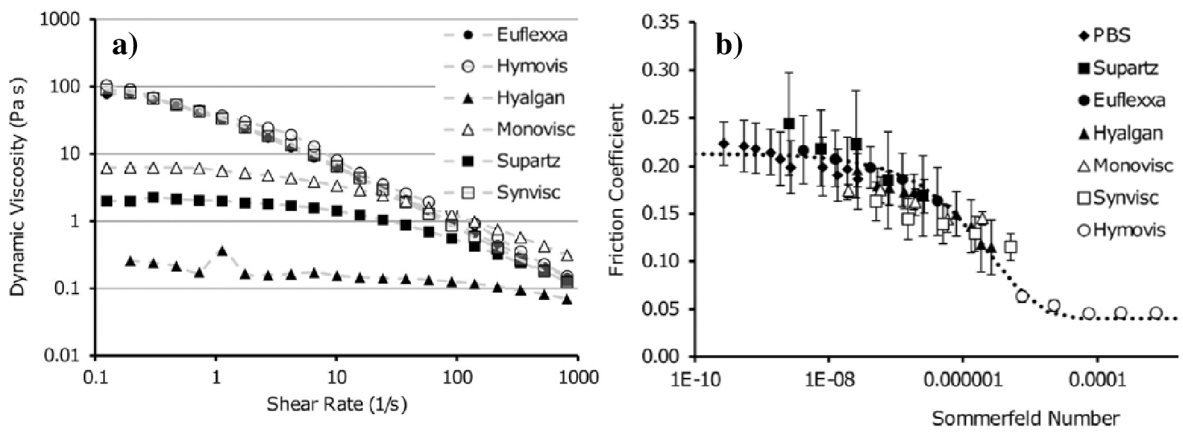 a)
Dynamic Viscosity (Pa s)
1000
100
10
1
0.1
0.01
0.1
1
10
100
1000
Shear Rate (1/s)
Euflexxa
Hymovis
Hyalgan
Monovisc
Supartz
Synvisc
b)
Friction Coefficient
0.35
0.30
0.25
0.20
0.15
0.10
0.05
0.00
1E-10
1E-08
0.000001
0.0001
Sommerfeld Number
PBS
Supartz
Euflexxa
Hyalgan
Monovisc
Synvisc
Hymovis